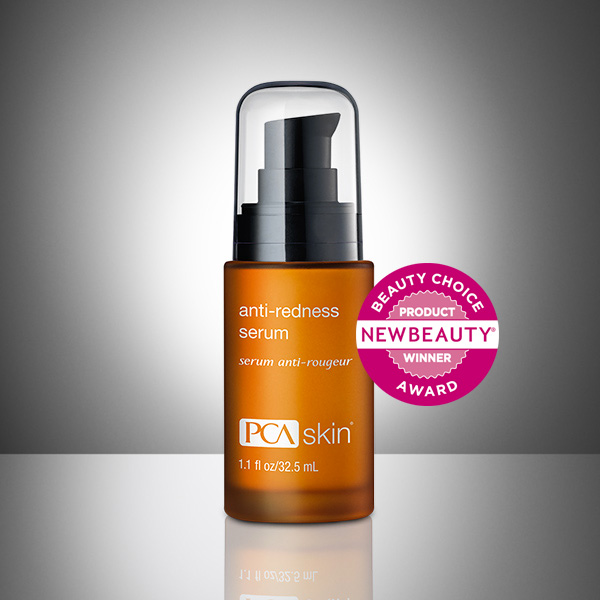 anti-redness
serum
serum anti-rougeur
PCA skin®
1.1 fl oz/32.5 mL
BEAUTY CHOICE
PRODUCT
NEWBEAUTY®
WINNER
AWARD
1.1 fl oz/32.5 mL